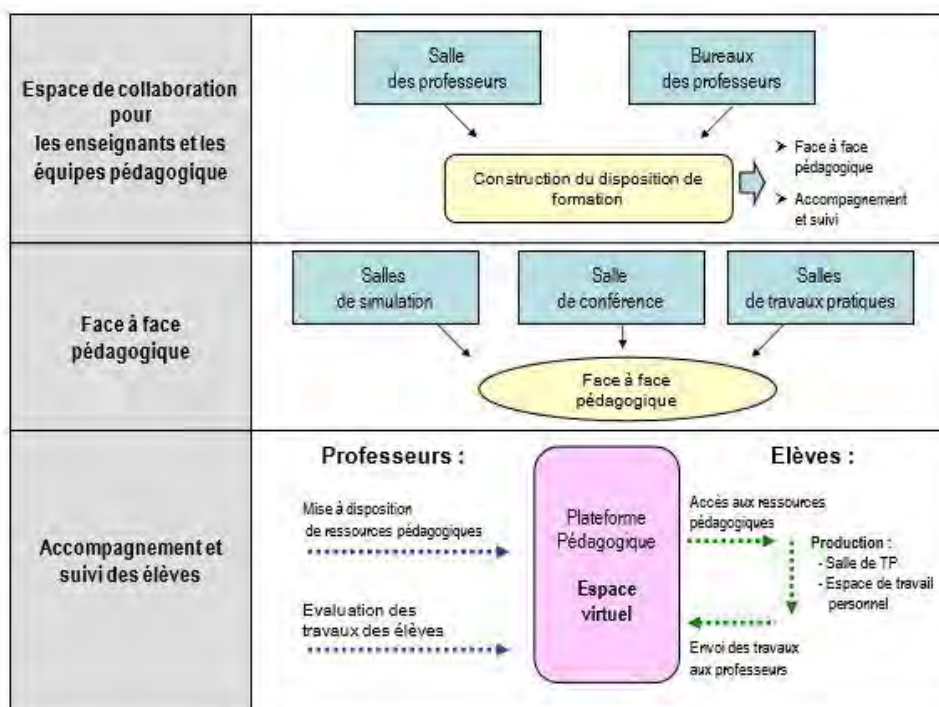 Espace de collaboration
pour
les enseignants et les
équipes pédagogique
Salle
des professeurs
Bureaux
des professeurs
Construction du disposition de
formation
➤ Face à face
pédagogique
➤ Accompagnement
et suivi
Face à face
pédagogique
Salles
de simulation
Salle
de conférence
Salles
de travaux pratiques
Face à face
pédagogique
Accompagnement et
suivi des élèves
Professeurs :
Mise à disposition
de ressources pédagogiques
Evaluation des
travaux des élèves
Plateforme
Pédagogique
Espace
virtuel
Elèves :
Accès aux ressources
pédagogiques
Production :
- Salle de TP
- Espace de travail
personnel
Envoi des travaux
aux professeurs